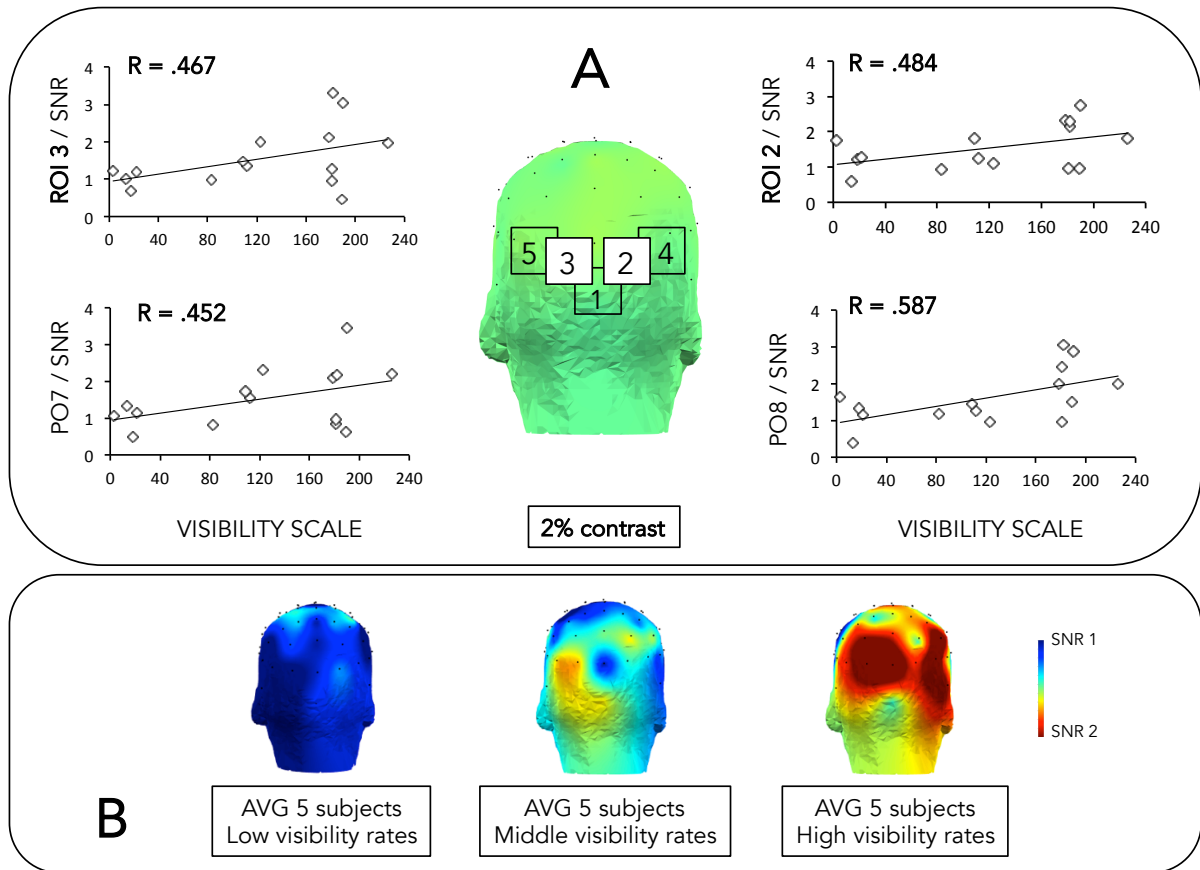 A
R = .467
ROI 3 / SNR
4
3
2
1
0
0 40 80 120 160 200 240
R = .484
ROI 2 / SNR
4
3
2
1
0
0 40 80 120 160 200 240
5 3 2 4
1
R = .452
PO7 / SNR
4
3
2
1
0
0 40 80 120 160 200 240
VISIBILITY SCALE
R = .587
PO8 / SNR
4
3
2
1
0
0 40 80 120 160 200 240
VISIBILITY SCALE
2% contrast
B
SNR 1
SNR 2
AVG 5 subjects
Low visibility rates
AVG 5 subjects
Middle visibility rates
AVG 5 subjects
High visibility rates